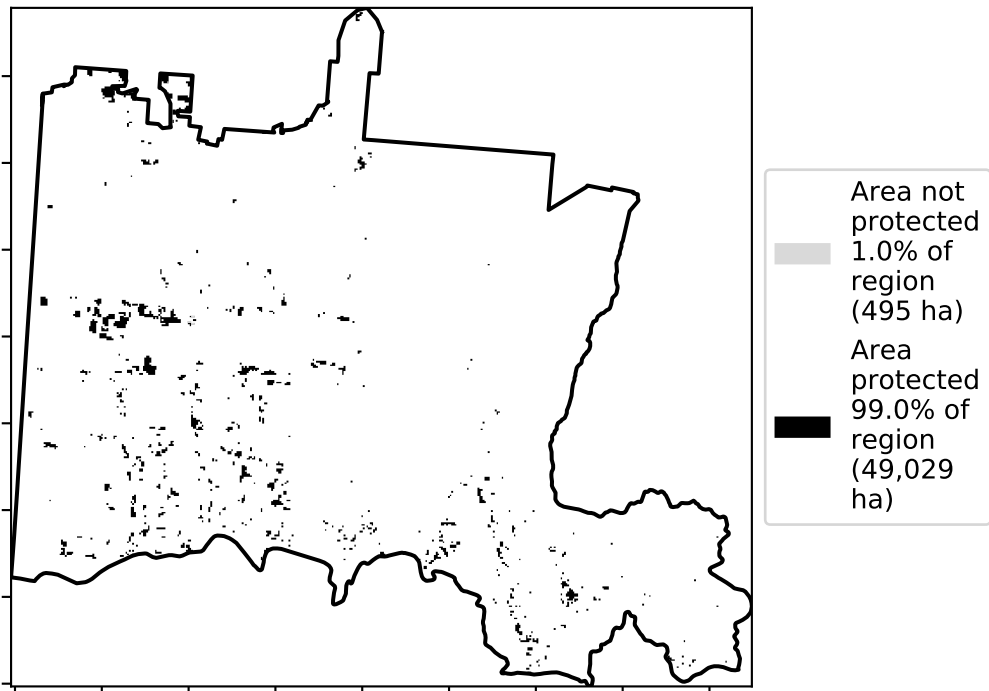 Area not
protected
1.0% of
region
(495 ha)
Area
protected
99.0% of
region
(49,029
ha)